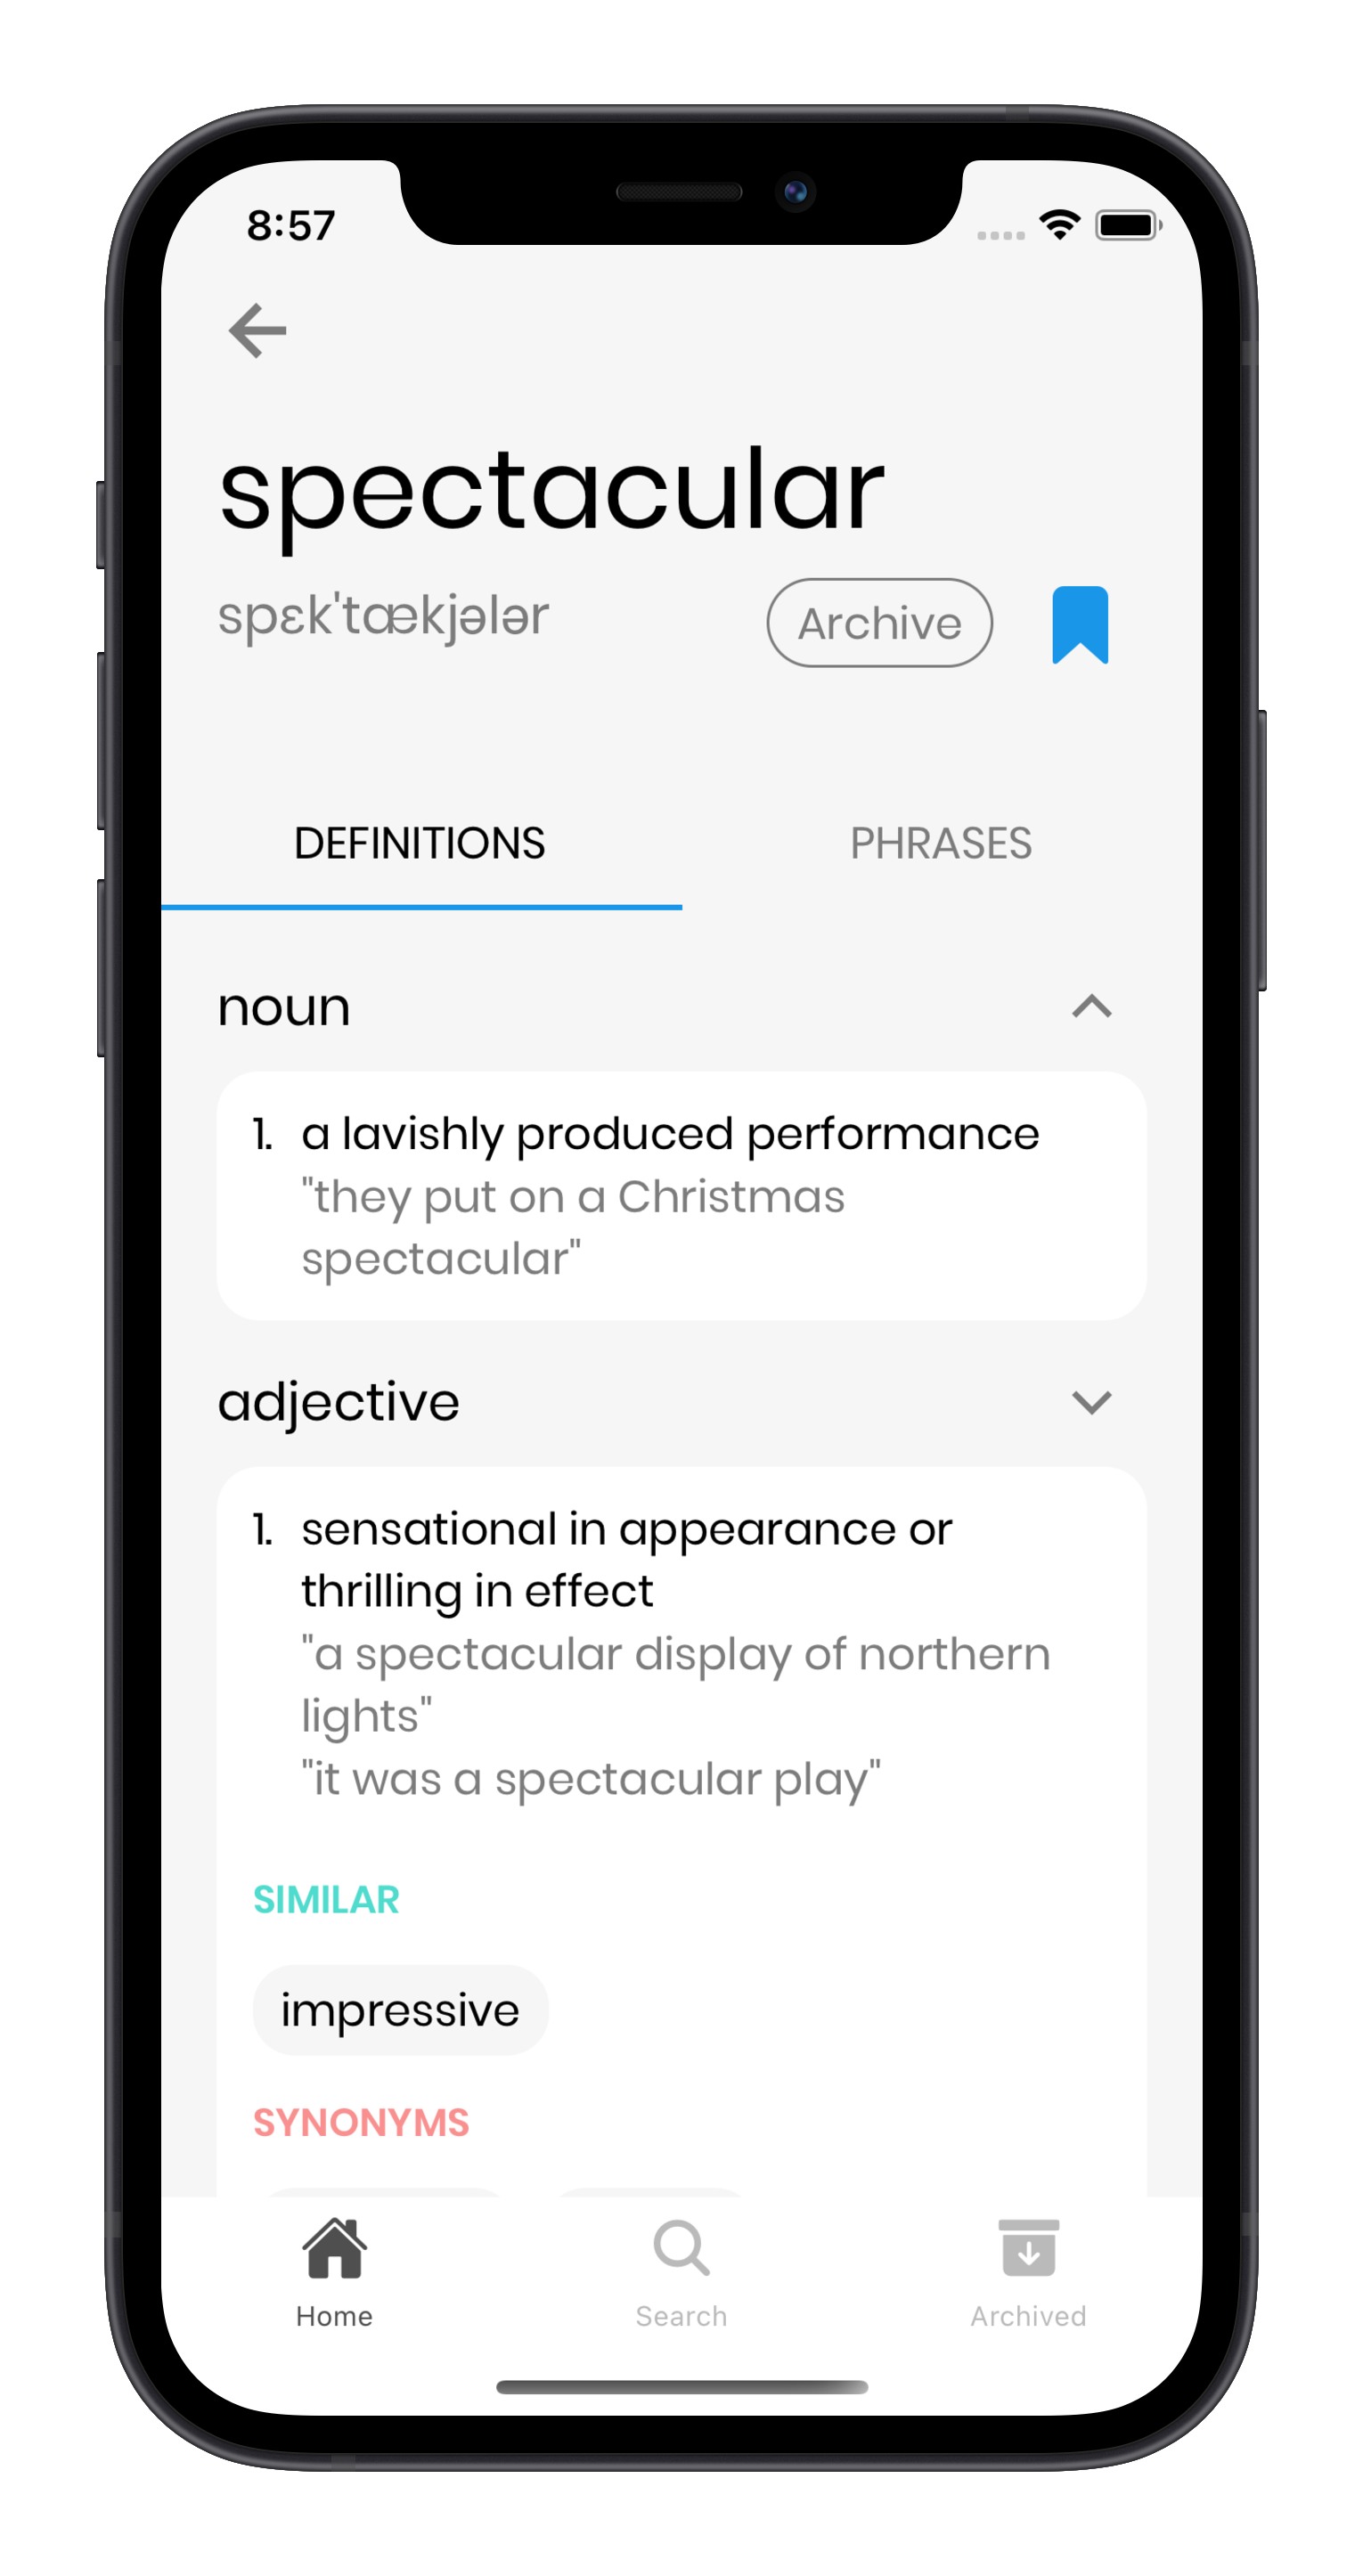 8:57
spectacular
spɛk'tækjələr
Archive
DEFINITIONS
PHRASES
noun
1. a lavishly produced performance
"they put on a Christmas
spectacular"
adjective
1. sensational in appearance or
thrilling in effect
"a spectacular display of northern
lights"
"it was a spectacular play"
SIMILAR
impressive
SYNONYMS
Home
Search
Archived